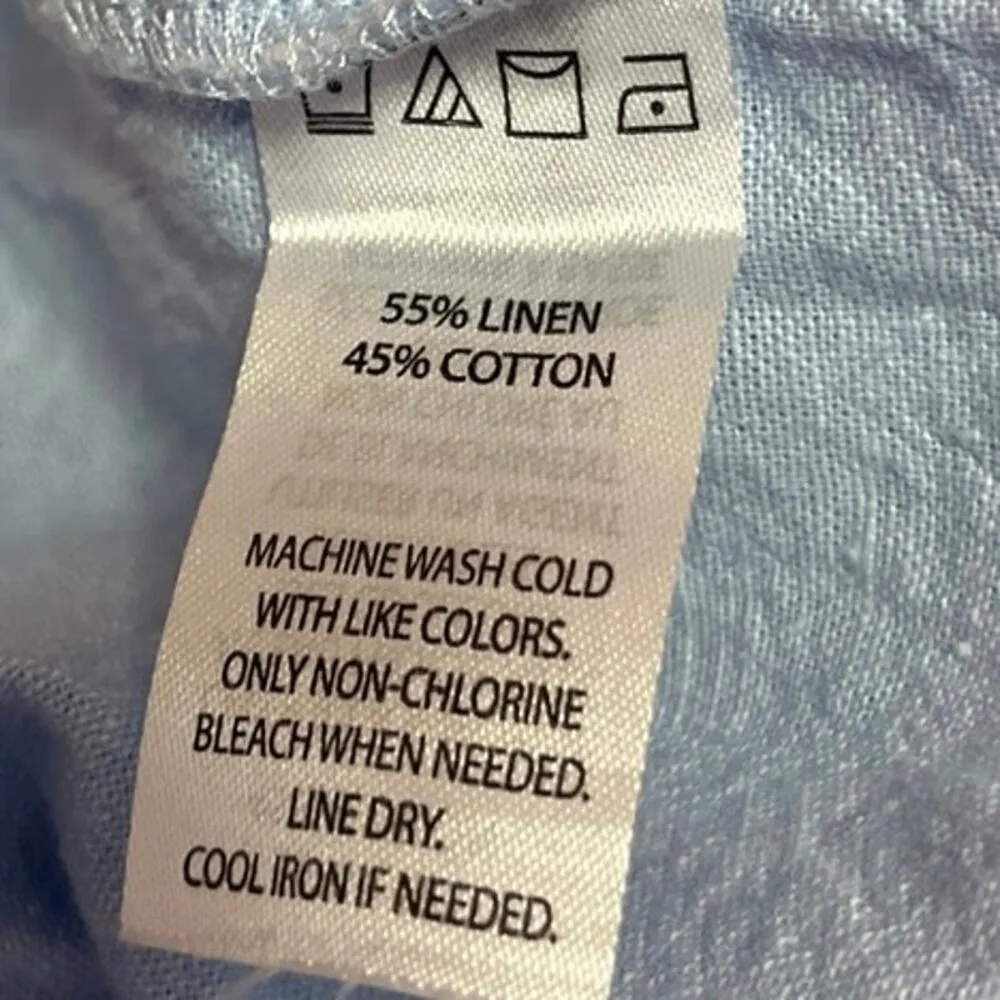 55% LINEN
45% COTTON
MACHINE WASH COLD
WITH LIKE COLORS.
ONLY NON-CHLORINE
BLEACH WHEN NEEDED.
LINE DRY.
COOL IRON IF NEEDED.